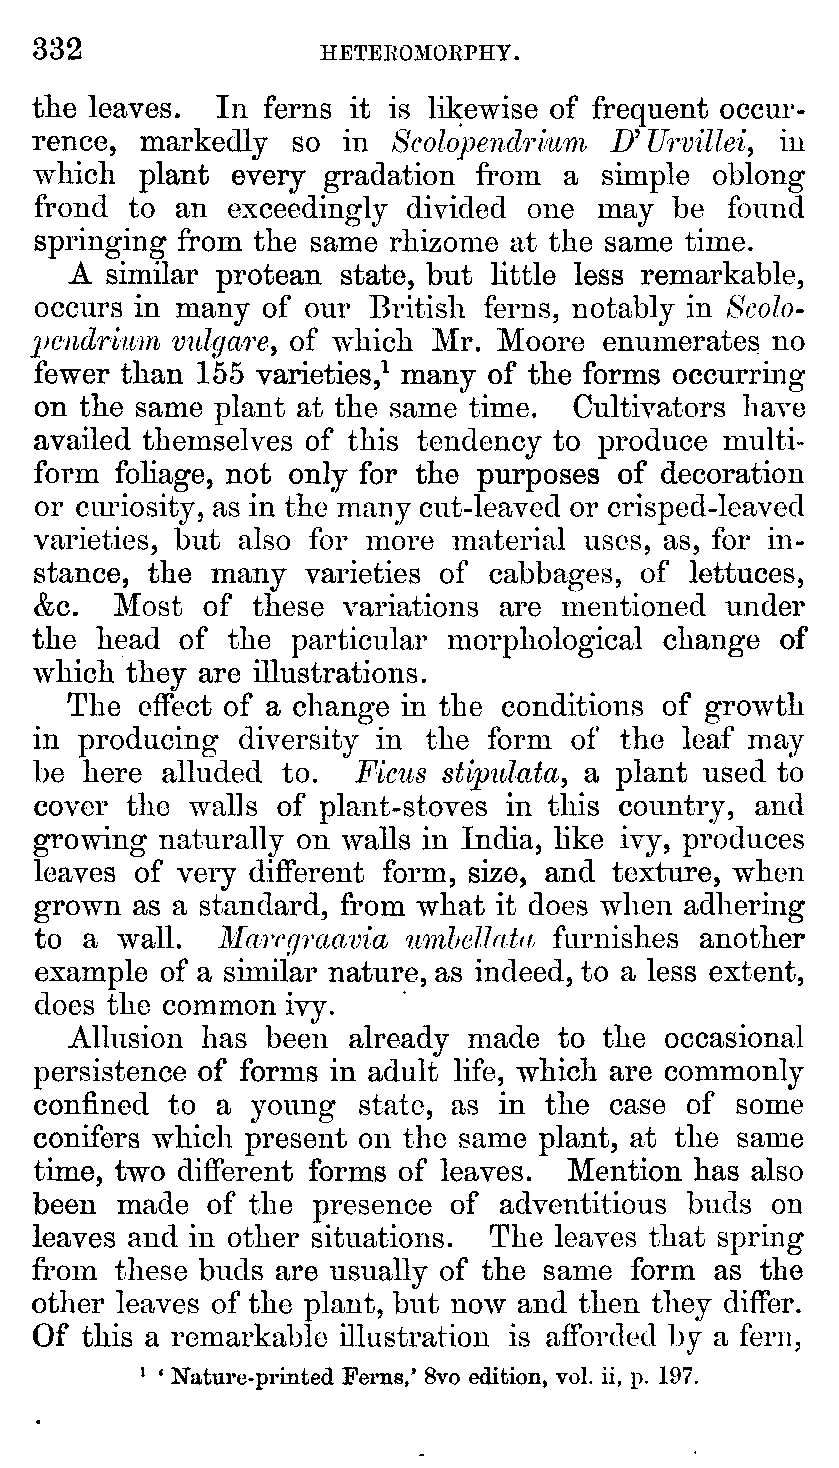 332 HETEROMORPHY.
the leaves. In ferns it is likewise of frequent occur-
rence, markedly so in Scolopendrium D'Urvillei, in
which plant every gradation from a simple oblong
frond to an exceedingly divided one may be found
springing from the same rhizome at the same time.
A similar protean state, but little less remarkable,
occurs in many of our British ferns, notably in Scolo-
pendrium vulgare, of which Mr. Moore enumerates no
fewer than 155 varieties,¹ many of the forms occurring
on the same plant at the same time. Cultivators have
availed themselves of this tendency to produce multi-
form foliage, not only for the purposes of decoration
or curiosity, as in the many cut-leaved or crisped-leaved
varieties, but also for more material uses, as, for in-
stance, the many varieties of cabbages, of lettuces,
&c. Most of these variations are mentioned under
the head of the particular morphological change of
which they are illustrations.
The effect of a change in the conditions of growth
in producing diversity in the form of the leaf may
be here alluded to. Ficus stipulata, a plant used to
cover the walls of plant-stoves in this country, and
growing naturally on walls in India, like ivy, produces
leaves of very different form, size, and texture, when
grown as a standard, from what it does when adhering
to a wall. Marcgraavia umbellata furnishes another
example of a similar nature, as indeed, to a less extent,
does the common ivy.
Allusion has been already made to the occasional
persistence of forms in adult life, which are commonly
confined to a young state, as in the case of some
conifers which present on the same plant, at the same
time, two different forms of leaves. Mention has also
been made of the presence of adventitious buds on
leaves and in other situations. The leaves that spring
from these buds are usually of the same form as the
other leaves of the plant, but now and then they differ.
Of this a remarkable illustration is afforded by a fern,
¹ 'Nature-printed Ferns,' 8vo edition, vol. ii, p. 197.